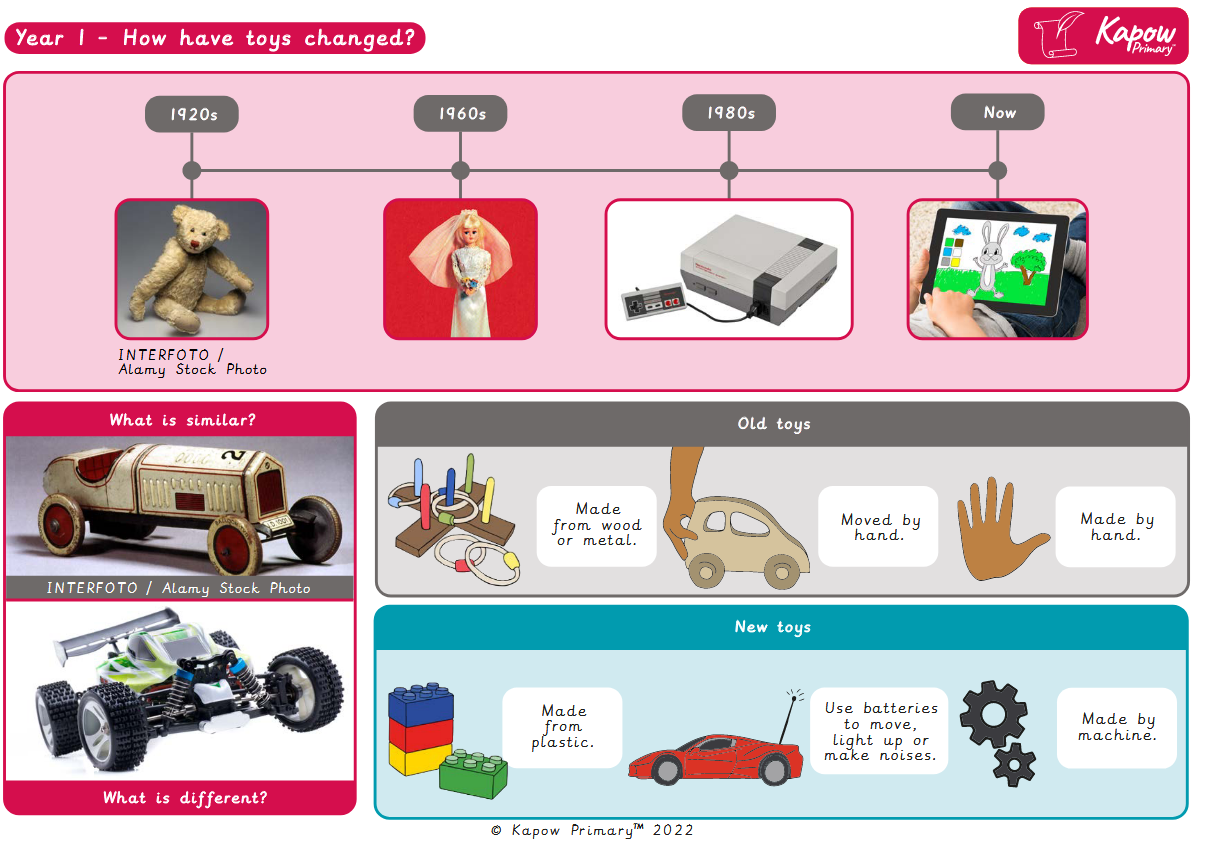 Year 1 - How have toys changed?
Kapow
Primary™
1920s
1960s
1980s
Now
INTERFOTO /
Alamy Stock Photo
What is similar?
2
INTERFOTO / Alamy Stock Photo
What is different?
Old toys
Made
from wood
or metal.
Moved by
hand.
Made by
hand.
New toys
Made
from
plastic.
Use batteries
to move,
light up or
make noises.
Made by
machine.
© Kapow Primary™ 2022